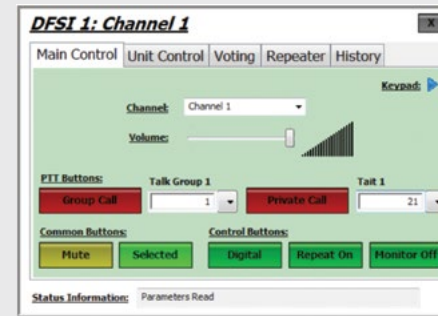 DFSI 1: Channel 1
X
Main Control Unit Control Voting Repeater History
Keypad:
Channel: Channel 1
Volume:
PTT Buttons: Talk Group 1 Tait 1
Group Call 1 Private Call 21
Common Buttons: Control Buttons:
Mute Selected Digital Repeat On Monitor Off
Status Information: Parameters Read